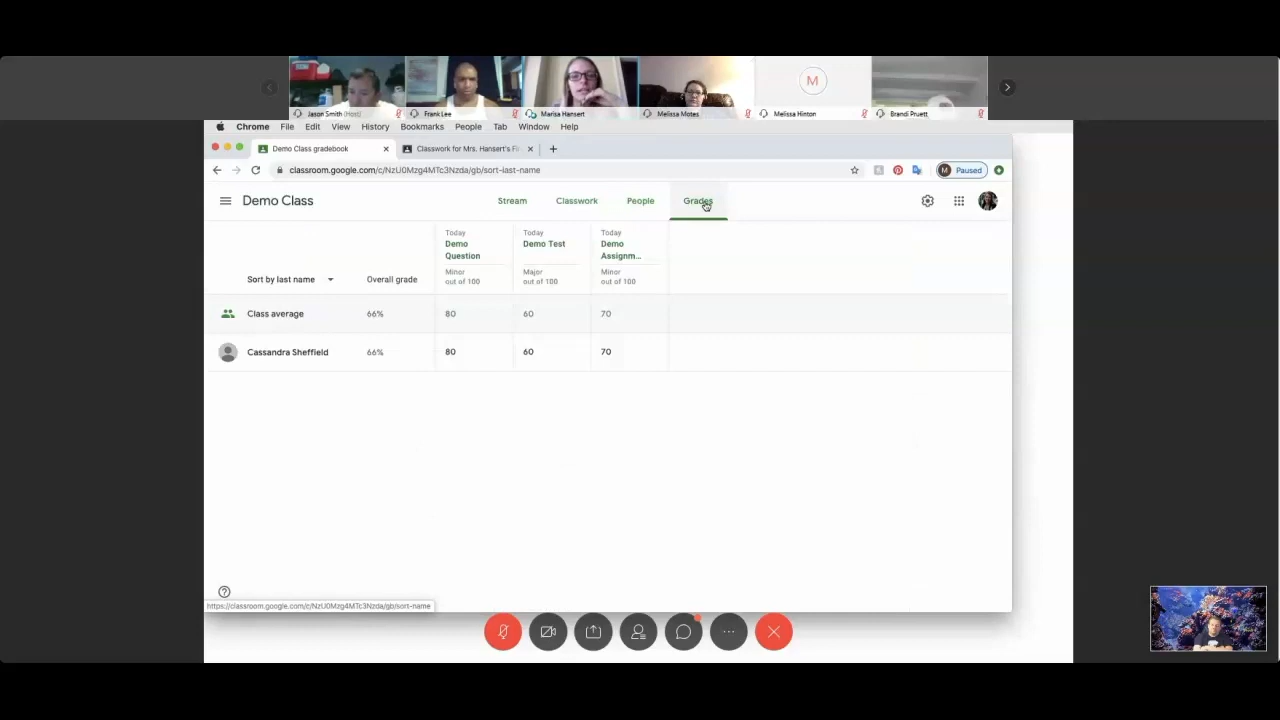 Jason Smith (Host)
Frank Lee
Marisa Hansert
Melissa Motes
M
Melissa Hinton
Brandi Pruett
Chrome File Edit View History Bookmarks People Tab Window Help
Demo Class gradebook
Classwork for Mrs. Hansert's Fi
classroom.google.com/c/NzU0Mzg4MTc3Nzda/gb/sort-last-name
M Paused
Demo Class
Stream
Classwork
People
Grades
Today
Today
Today
Demo Question
Demo Test
Demo Assignm...
Sort by last name
Overall grade
Minor
out of 100
Major
out of 100
Minor
out of 100
Class average 66% 80 60 70
Cassandra Sheffield 66% 80 60 70
https://classroom.google.com/c/NzU0Mzg4MTc3Nzda/gb/sort-name